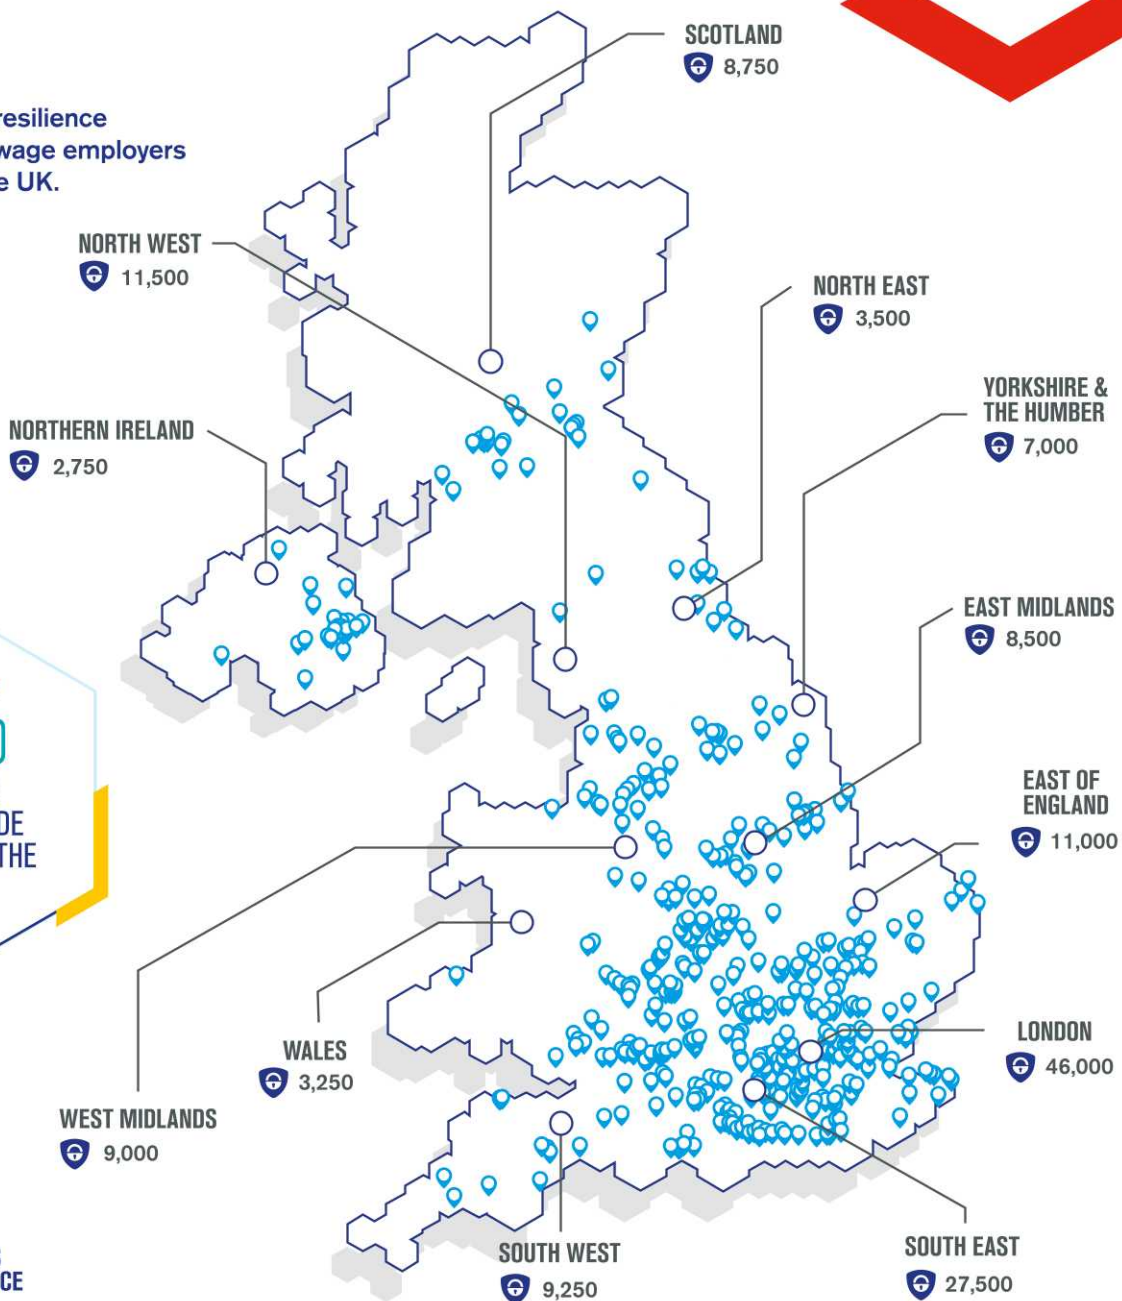 SCOTLAND
8,750
resilience
wage employers
e UK.
NORTH WEST
11,500
NORTH EAST
3,500
YORKSHIRE &
THE HUMBER
7,000
NORTHERN IRELAND
2,750
EAST MIDLANDS
8,500
EAST OF
ENGLAND
11,000
DE
THE
LONDON
46,000
WALES
3,250
WEST MIDLANDS
9,000
SOUTH WEST
9,250
SOUTH EAST
27,500
CE